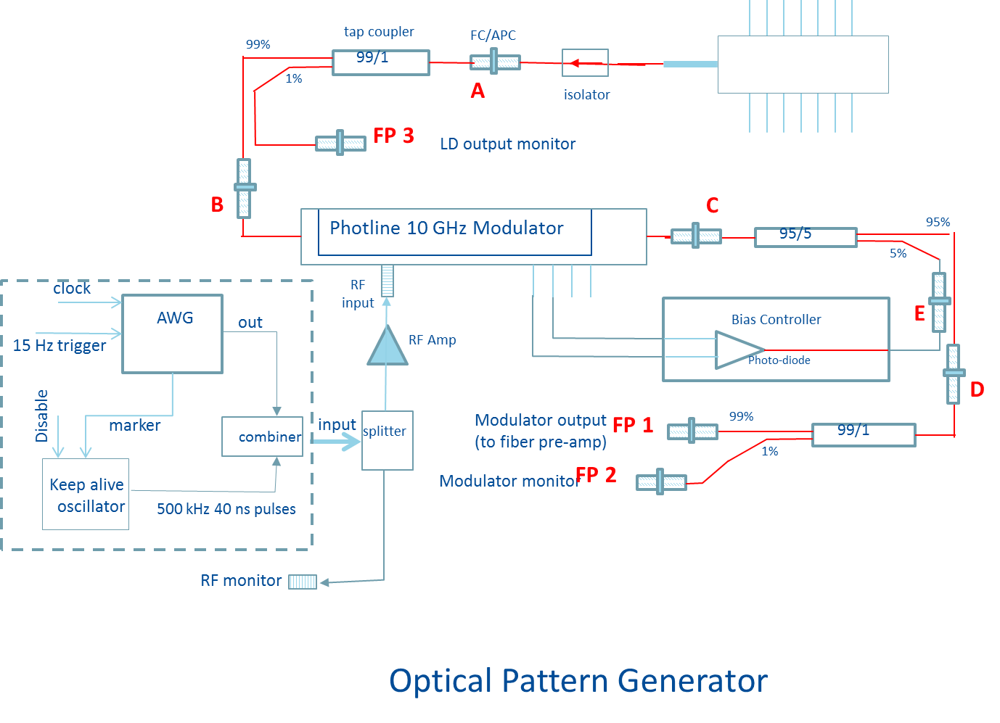 tap coupler
FC/APC
99%
99/1
1%
A
isolator
FP 3
LD output monitor
B
C
Photline 10 GHz Modulator
95/5
95%
5%
RF
input
clock
AWG
out
15 Hz trigger
RF Amp
Bias Controller
Photo-diode
E
D
Disable
marker
combiner
input
splitter
Modulator output
(to fiber pre-amp)
FP 1
99%
99/1
1%
Modulator monitor
FP 2
Keep alive
oscillator
500 kHz 40 ns pulses
RF monitor
Optical Pattern Generator